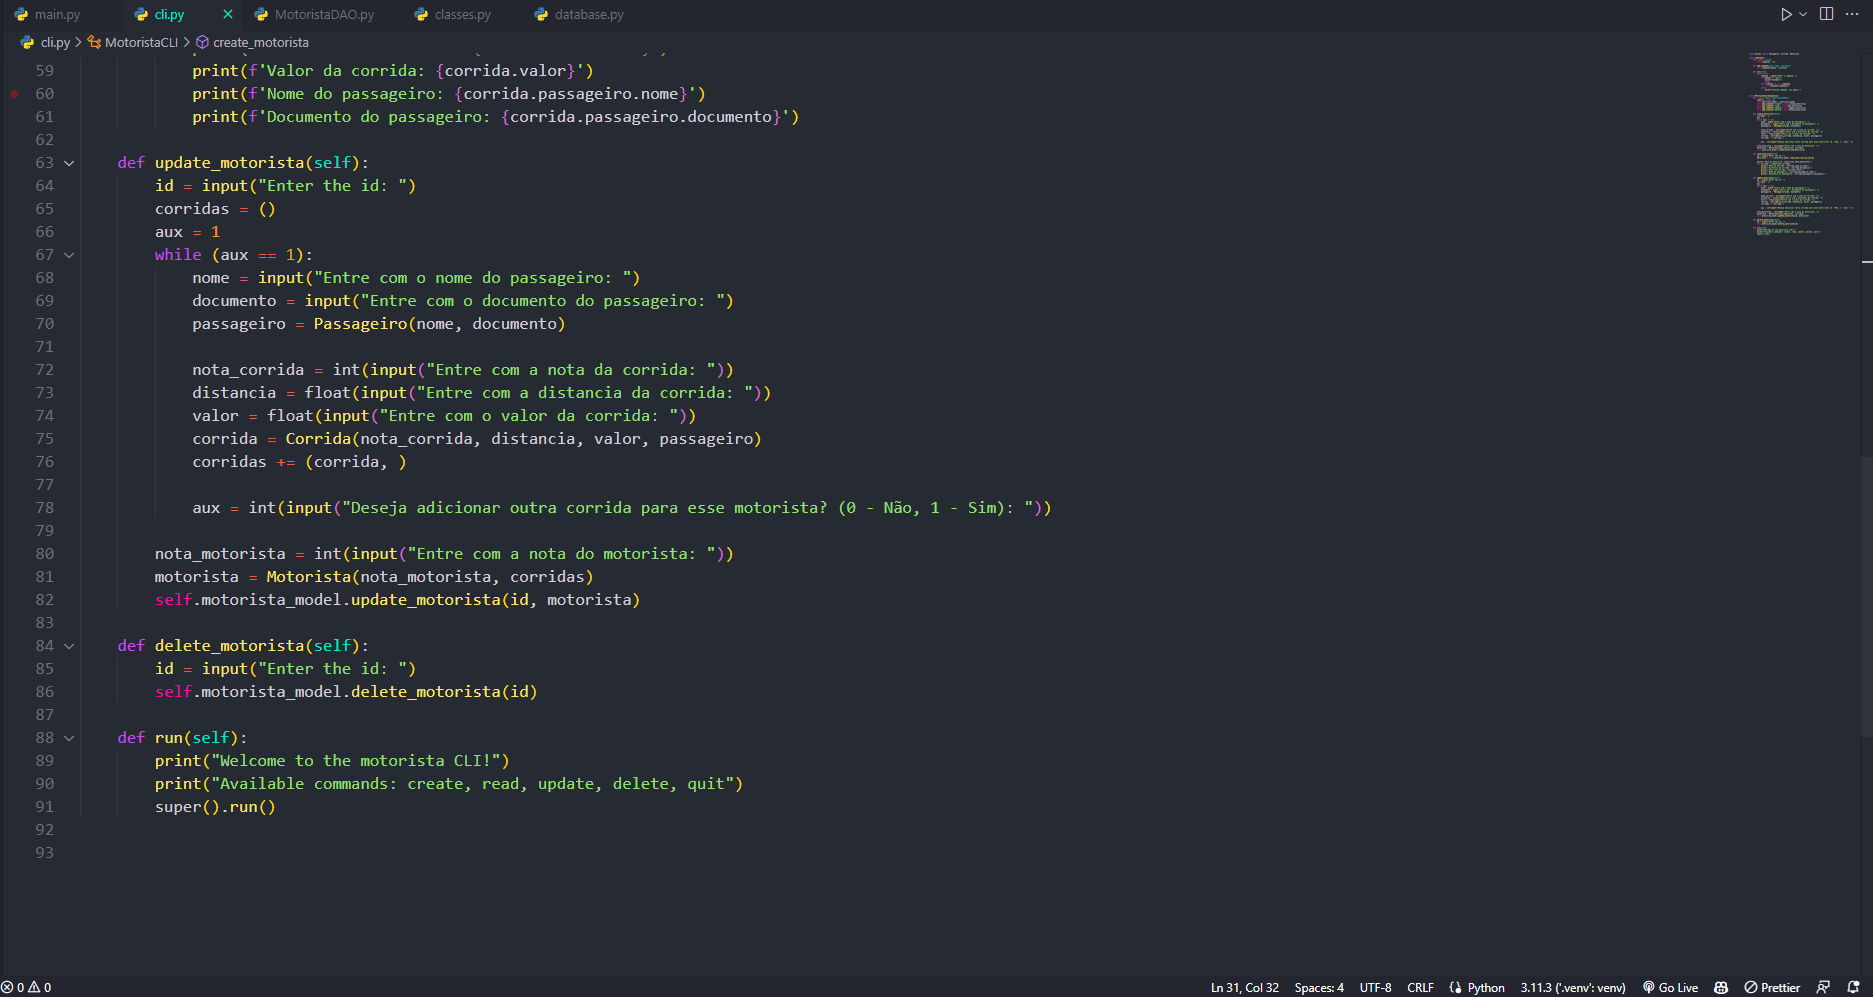 main.py cli.py MotoristaDAO.py classes.py database.py
cli.py > MotoristaCLI > create_motorista
59 print(f'Valor da corrida: {corrida.valor}')
60 print(f'Nome do passageiro: {corrida.passageiro.nome}')
61 print(f'Documento do passageiro: {corrida.passageiro.documento}')
62
63 def update_motorista(self):
64 id = input("Enter the id: ")
65 corridas = ()
66 aux = 1
67 while (aux == 1):
68 nome = input("Entre com o nome do passageiro: ")
69 documento = input("Entre com o documento do passageiro: ")
70 passageiro = Passageiro(nome, documento)
71
72 nota_corrida = int(input("Entre com a nota da corrida: "))
73 distancia = float(input("Entre com a distancia da corrida: "))
74 valor = float(input("Entre com o valor da corrida: "))
75 corrida = Corrida(nota_corrida, distancia, valor, passageiro)
76 corridas += (corrida, )
77
78 aux = int(input("Deseja adicionar outra corrida para esse motorista? (0 - Não, 1 - Sim): "))
79
80 nota_motorista = int(input("Entre com a nota do motorista: "))
81 motorista = Motorista(nota_motorista, corridas)
82 self.motorista_model.update_motorista(id, motorista)
83
84 def delete_motorista(self):
85 id = input("Enter the id: ")
86 self.motorista_model.delete_motorista(id)
87
88 def run(self):
89 print("Welcome to the motorista CLI!")
90 print("Available commands: create, read, update, delete, quit")
91 super().run()
92
93
0 0 Ln 31, Col 32 Spaces: 4 UTF-8 CRLF Python 3.11.3 ('.venv': venv) Go Live Prettier